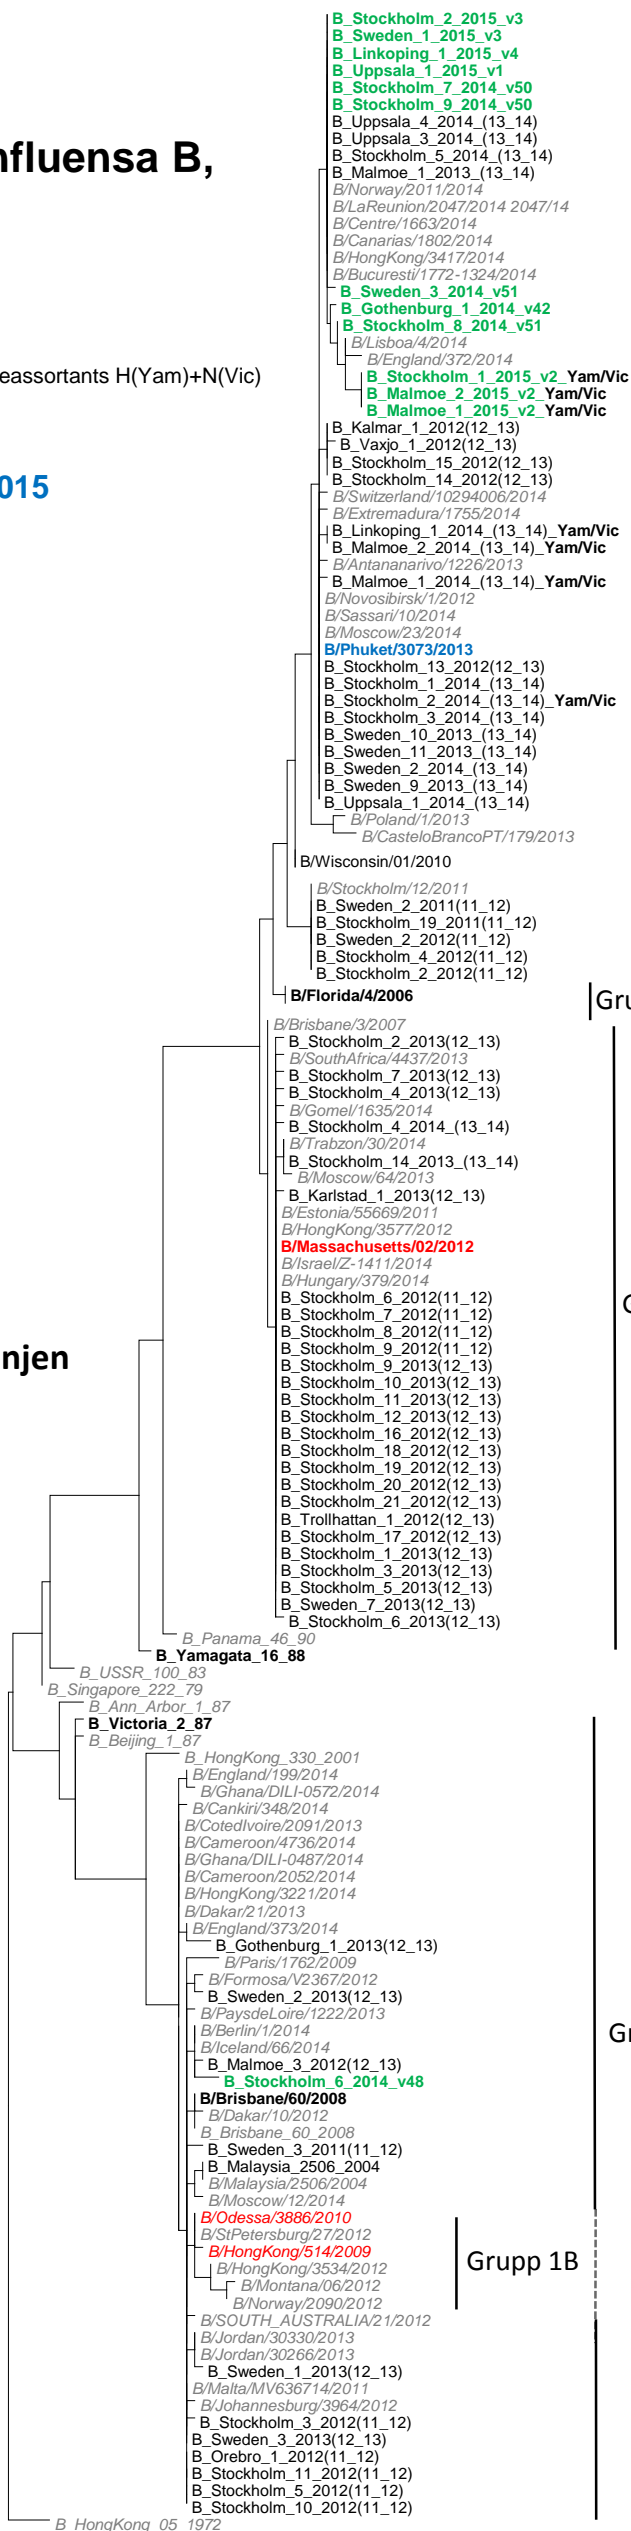 B_Stockholm_2_2015_v3
B_Sweden_1_2015_v3
B_Linkoping_1_2015_v4
B_Uppsala_1_2015_v1
B_Stockholm_7_2014_v50
B_Stockholm_9_2014_v50
B_Uppsala_4_2014_(13_14)
B_Uppsala_3_2014_(13_14)
nfluensa B,
B_Stockholm_5_2014_(13_14)
B_Malmoe_1_2013_(13_14)
B/Norway/2011/2014
B/LaReunion/2047/2014 2047/14
B/Centre/1663/2014
B/Canarias/1802/2014
B/HongKong/3417/2014
B/Bucuresti/1772-1324/2014
B_Sweden_3_2014_v51
B_Gothenburg_1_2014_v42
B_Stockholm_8_2014_v51
B/Lisboa/4/2014
B/England/372/2014
eassortants H(Yam)+N(Vic)
B_Stockholm_1_2015_v2_Yam/Vic
B_Malmoe_2_2015_v2_Yam/Vic
B_Malmoe_1_2015_v2_Yam/Vic
B_Kalmar_1_2012(12_13)
B_Vaxjo_1_2012(12_13)
B_Stockholm_15_2012(12_13)
B_Stockholm_14_2012(12_13)
015
B/Switzerland/10294006/2014
B/Extremadura/1755/2014
B_Linkoping_1_2014_(13_14)_Yam/Vic
B_Malmoe_2_2014_(13_14)_Yam/Vic
B/Antananarivo/1226/2013
B_Malmoe_1_2014_(13_14)_Yam/Vic
B/Novosibirsk/1/2012
B/Sassari/10/2014
B/Moscow/23/2014
B/Phuket/3073/2013
B_Stockholm_13_2012(12_13)
B_Stockholm_1_2014_(13_14)
B_Stockholm_2_2014_(13_14)_Yam/Vic
B_Stockholm_3_2014_(13_14)
B_Sweden_10_2013_(13_14)
B_Sweden_11_2013_(13_14)
B_Sweden_2_2014_(13_14)
B_Sweden_9_2013_(13_14)
B_Uppsala_1_2014_(13_14)
B/Poland/1/2013
B/CasteloBrancoPT/179/2013
B/Wisconsin/01/2010
B/Stockholm/12/2011
B_Sweden_2_2011(11_12)
B_Stockholm_19_2011(11_12)
B_Sweden_2_2012(11_12)
B_Stockholm_4_2012(11_12)
B_Stockholm_2_2012(11_12)
B/Florida/4/2006
Gru
B/Brisbane/3/2007
B_Stockholm_2_2013(12_13)
B/SouthAfrica/4437/2013
B_Stockholm_7_2013(12_13)
B_Stockholm_4_2013(12_13)
B/Gomel/1635/2014
B_Stockholm_4_2014_(13_14)
B/Trabzon/30/2014
B_Stockholm_14_2013_(13_14)
B/Moscow/64/2013
B_Karlstad_1_2013(12_13)
B/Estonia/55669/2011
B/HongKong/3577/2012
B/Massachusetts/02/2012
B/Israel/Z-1411/2014
B/Hungary/379/2014
B_Stockholm_6_2012(11_12)
G
B_Stockholm_7_2012(11_12)
B_Stockholm_8_2012(11_12)
B_Stockholm_9_2012(11_12)
njen
B_Stockholm_9_2013(12_13)
B_Stockholm_10_2013(12_13)
B_Stockholm_11_2013(12_13)
B_Stockholm_12_2013(12_13)
B_Stockholm_16_2012(12_13)
B_Stockholm_18_2012(12_13)
B_Stockholm_19_2012(12_13)
B_Stockholm_20_2012(12_13)
B_Stockholm_21_2012(12_13)
B_Trollhattan_1_2012(12_13)
B_Stockholm_17_2012(12_13)
B_Stockholm_1_2013(12_13)
B_Stockholm_3_2013(12_13)
B_Stockholm_5_2013(12_13)
B_Sweden_7_2013(12_13)
B_Stockholm_6_2013(12_13)
B_Panama_46_90
B_Yamagata_16_88
B_USSR_100_83
B_Singapore_222_79
B_Ann_Arbor_1_87
B_Victoria_2_87
B_Beijing_1_87
B_HongKong_330_2001
B/England/199/2014
B/Ghana/DILI-0572/2014
B/Cankiri/348/2014
B/CotedIvoire/2091/2013
B/Cameroon/4736/2014
B/Ghana/DILI-0487/2014
B/Cameroon/2052/2014
B/HongKong/3221/2014
B/Dakar/21/2013
B/England/373/2014
B_Gothenburg_1_2013(12_13)
B/Paris/1762/2009
B/Formosa/V2367/2012
B_Sweden_2_2013(12_13)
B/PaysdeLoire/1222/2013
B/Berlin/1/2014
Gr
B/Iceland/66/2014
B_Malmoe_3_2012(12_13)
B_Stockholm_6_2014_v48
B/Brisbane/60/2008
B/Dakar/10/2012
B_Brisbane_60_2008
B_Sweden_3_2011(11_12)
B_Malaysia_2506_2004
B/Malaysia/2506/2004
B/Moscow/12/2014
B/Odessa/3886/2010
B/StPetersburg/27/2012
B/HongKong/514/2009
Grupp 1B
B/HongKong/3534/2012
B/Montana/06/2012
B/Norway/2090/2012
B/SOUTH_AUSTRALIA/21/2012
B/Jordan/30330/2013
B/Jordan/30266/2013
B_Sweden_1_2013(12_13)
B/Malta/MV636714/2011
B/Johannesburg/3964/2012
B_Stockholm_3_2012(11_12)
B_Sweden_3_2013(12_13)
B_Orebro_1_2012(11_12)
B_Stockholm_11_2012(11_12)
B_Stockholm_5_2012(11_12)
B_Stockholm_10_2012(11_12)
B_HongKong_05_1972